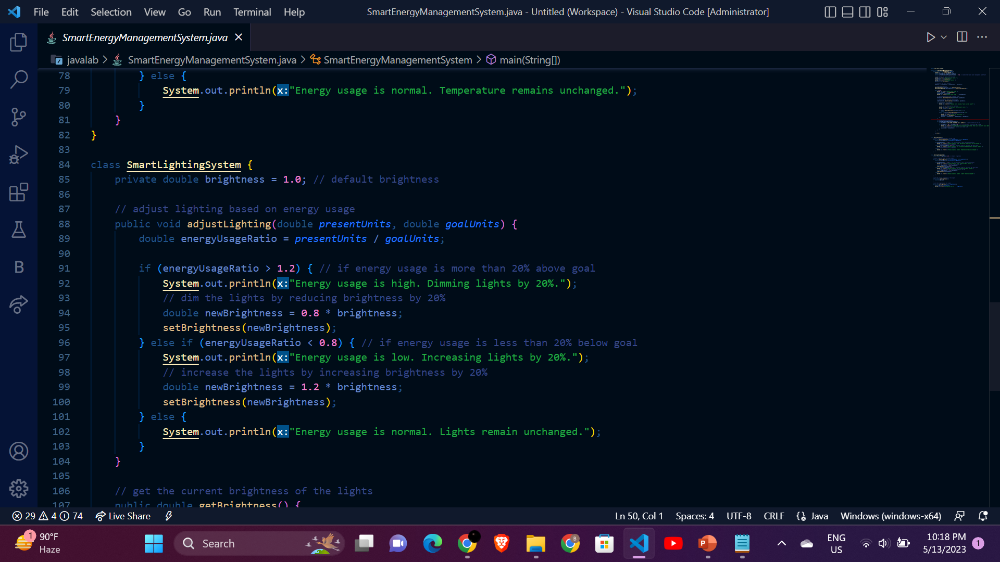 File Edit Selection View Go Run Terminal Help SmartEnergyManagementSystem.java - Untitled (Workspace) - Visual Studio Code [Administrator]
SmartEnergyManagementSystem.java
javalab > SmartEnergyManagementSystem.java > SmartEnergyManagementSystem > main(String[])
78 } else {
79 System.out.println(x:"Energy usage is normal. Temperature remains unchanged.");
80 }
81 }
82 }
83
84 class SmartLightingSystem {
85 private double brightness = 1.0; // default brightness
86
87 // adjust lighting based on energy usage
88 public void adjustLighting(double presentUnits, double goalUnits) {
89 double energyUsageRatio = presentUnits / goalUnits;
90
91 if (energyUsageRatio > 1.2) { // if energy usage is more than 20% above goal
92 System.out.println(x:"Energy usage is high. Dimming lights by 20%.");
93 // dim the lights by reducing brightness by 20%
94 double newBrightness = 0.8 * brightness;
95 setBrightness(newBrightness);
96 } else if (energyUsageRatio < 0.8) { // if energy usage is less than 20% below goal
97 System.out.println(x:"Energy usage is low. Increasing lights by 20%.");
98 // increase the lights by increasing brightness by 20%
99 double newBrightness = 1.2 * brightness;
100 setBrightness(newBrightness);
101 } else {
102 System.out.println(x:"Energy usage is normal. Lights remain unchanged.");
103 }
104 }
105
106 // get the current brightness of the lights
107 public double getBrightness() {
29 4 74 Live Share Ln 50, Col 1 Spaces: 4 UTF-8 CRLF Java Windows (windows-x64)
1 90°F
Haze
Search
ENG
US
10:18 PM
5/13/2023
1